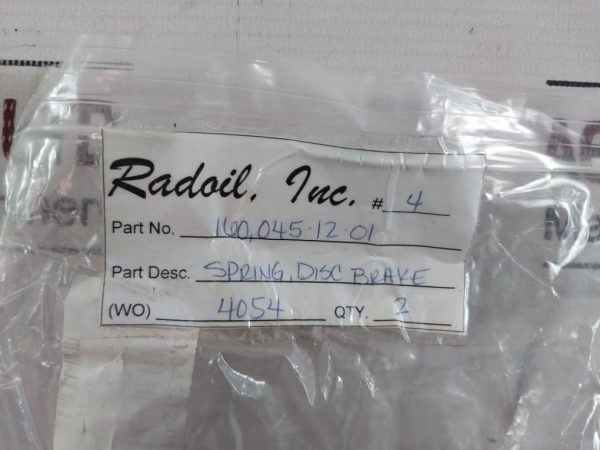 Radoil, Inc. # 4
Part No. 160,045.12.01
Part Desc. SPRING, DISC BRAKE
(WO) 4054 QTY. 2